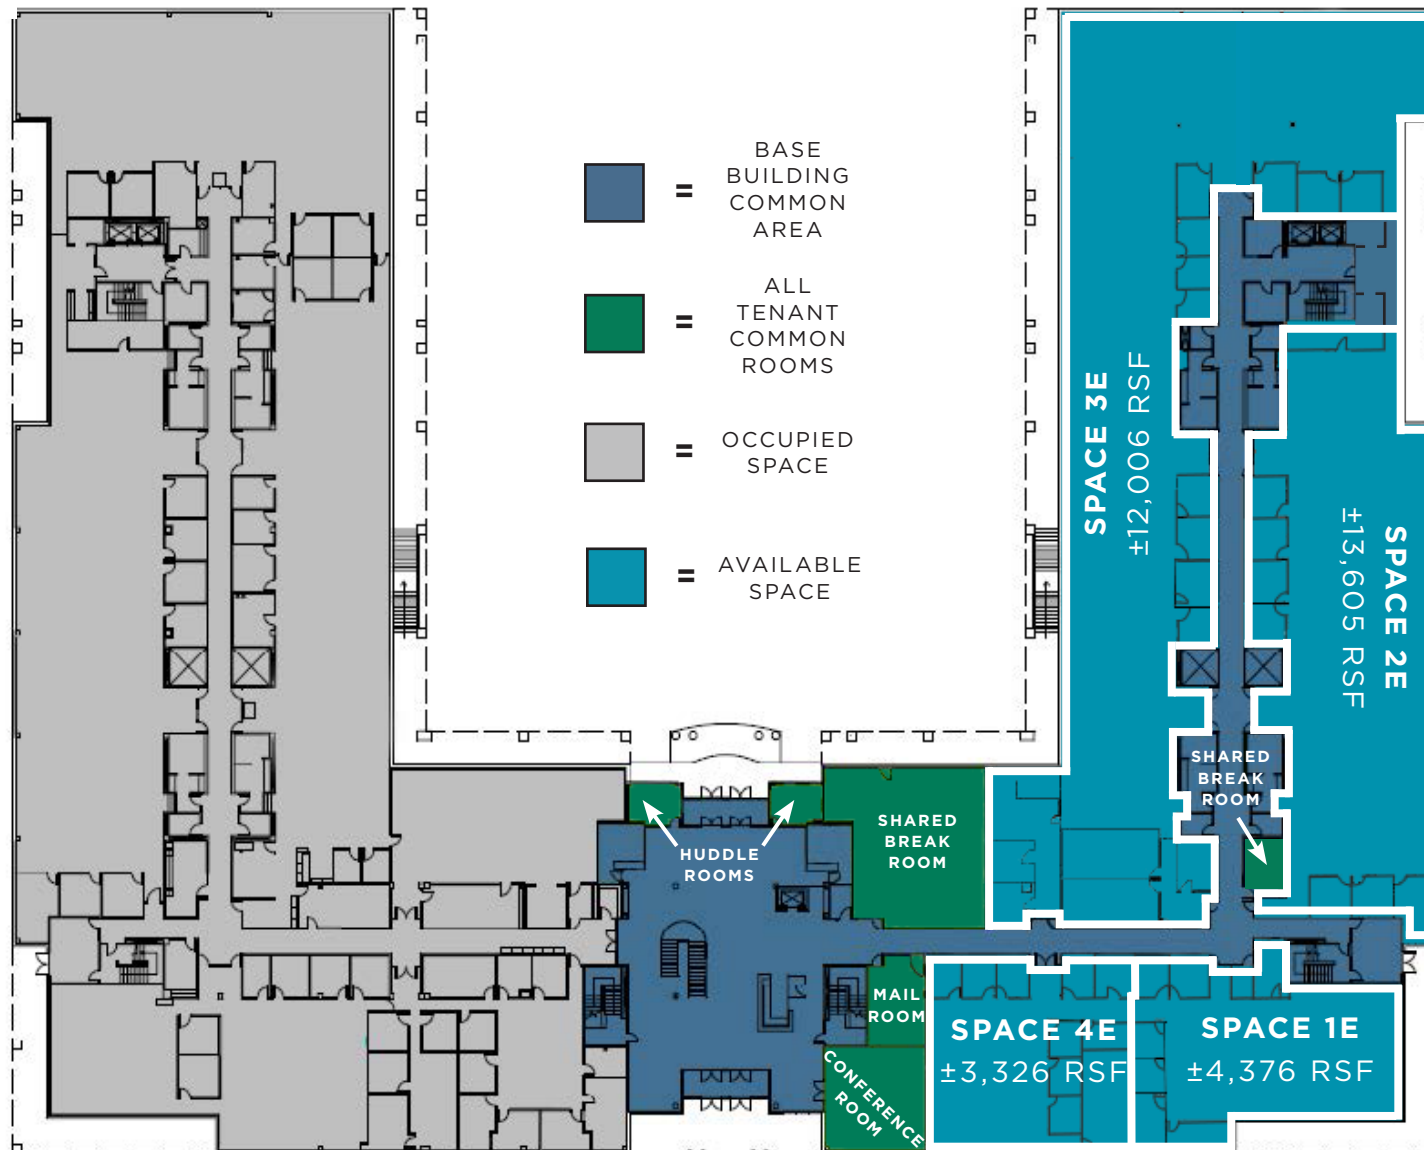 =
BASE
BUILDING
COMMON
AREA
=
ALL
TENANT
COMMON
ROOMS
=
OCCUPIED
SPACE
=
AVAILABLE
SPACE
SPACE 3E
±12,006 RSF
SPACE 2E
±13,605 RSF
SHARED
BREAK
ROOM
HUDDLE
ROOMS
SHARED
BREAK
ROOM
MAIL
ROOM
CONFERENCE
ROOM
SPACE 4E
±3,326 RSF
SPACE 1E
±4,376 RSF